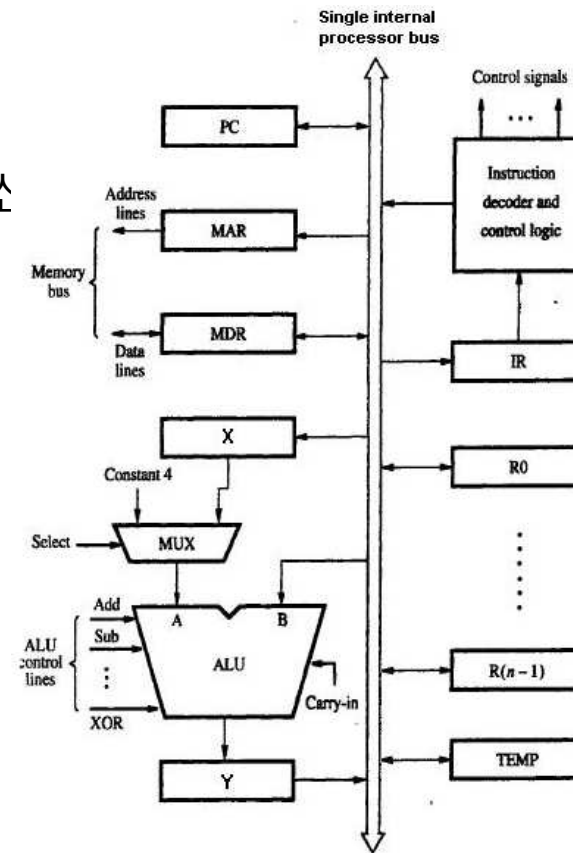 Single internal
processor bus
Control signals
...
PC
Instruction
decoder and
control logic
Address
lines
MAR
Memory
bus
MDR
Data
lines
IR
X
Constant 4
R0
Select
MUX
Add
A
B
Sub
ALU
control
lines
ALU
R(n − 1)
Carry-in
XOR
Y
TEMP